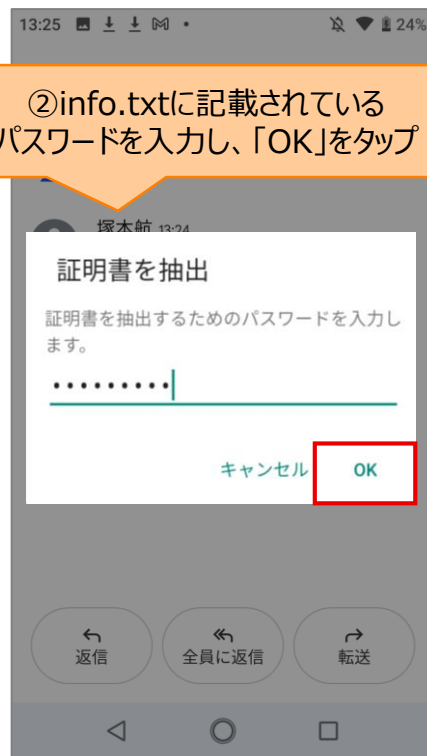 13:25 24%
②info.txtに記載されている
パスワードを入力し、「OK」をタップ
塚本航 13:24
証明書を抽出
証明書を抽出するためのパスワードを入力し
ます。
•••••••••
キャンセル OK
返信 全員に返信 転送